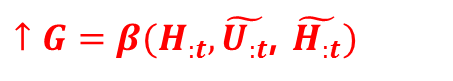 ↑ G = β(H:t, Ũ:t, H̃:t)